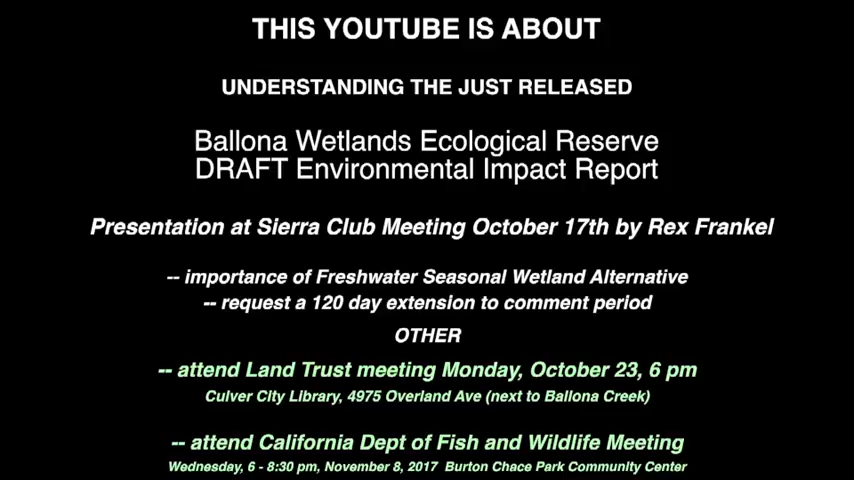 THIS YOUTUBE IS ABOUT
UNDERSTANDING THE JUST RELEASED
Ballona Wetlands Ecological Reserve
DRAFT Environmental Impact Report
Presentation at Sierra Club Meeting October 17th by Rex Frankel
-- importance of Freshwater Seasonal Wetland Alternative
-- request a 120 day extension to comment period
OTHER
-- attend Land Trust meeting Monday, October 23, 6 pm
Culver City Library, 4975 Overland Ave (next to Ballona Creek)
-- attend California Dept of Fish and Wildlife Meeting
Wednesday, 6 - 8:30 pm, November 8, 2017 Burton Chace Park Community Center